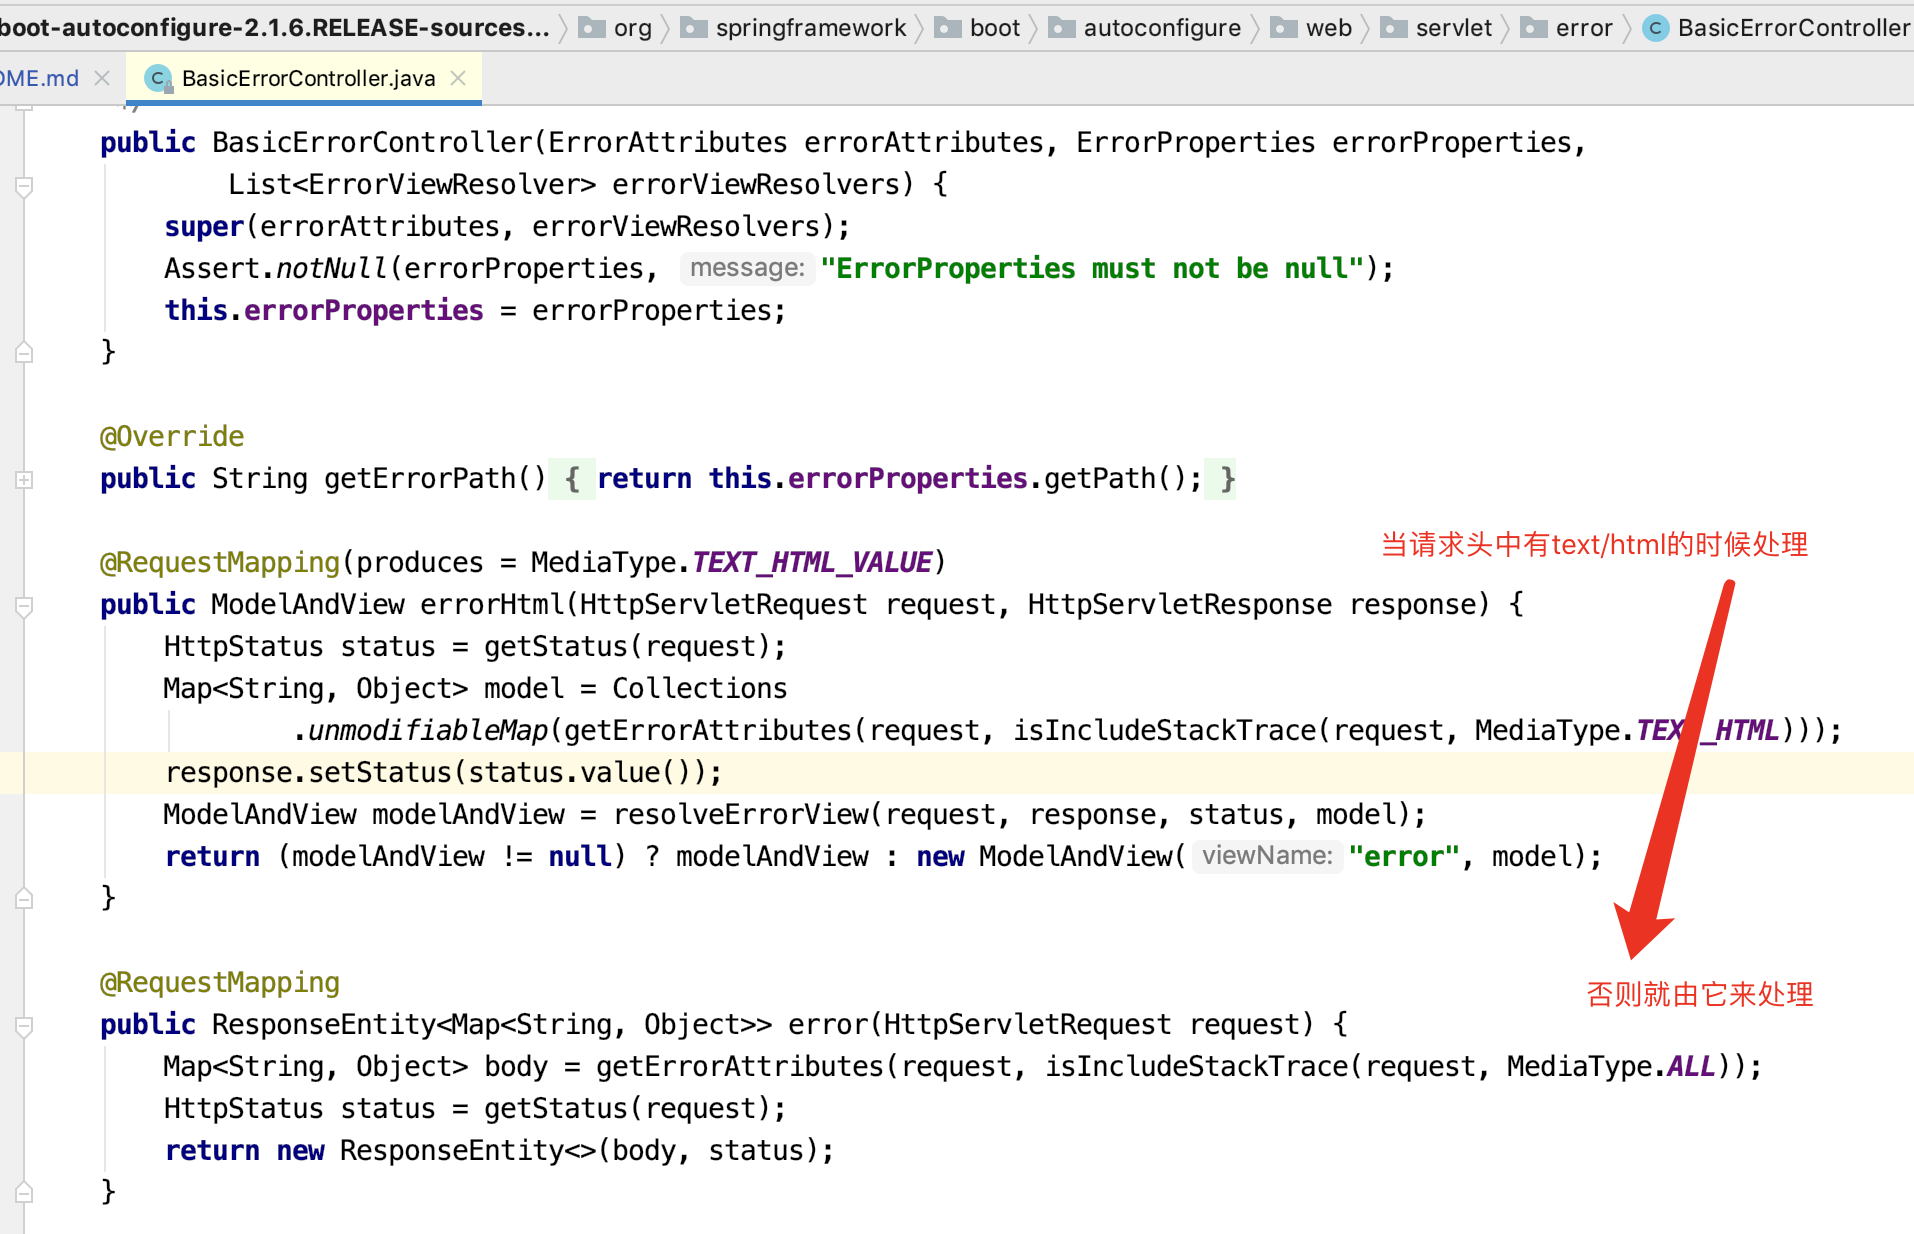 boot-autoconfigure-2.1.6.RELEASE-sources... org springframework boot autoconfigure web servlet error BasicErrorController
OME.md BasicErrorController.java
*/
public BasicErrorController(ErrorAttributes errorAttributes, ErrorProperties errorProperties,
List<ErrorViewResolver> errorViewResolvers) {
super(errorAttributes, errorViewResolvers);
Assert.notNull(errorProperties, message: "ErrorProperties must not be null");
this.errorProperties = errorProperties;
}
@Override
public String getErrorPath() { return this.errorProperties.getPath(); }
当请求头中有text/html的时候处理
@RequestMapping(produces = MediaType.TEXT_HTML_VALUE)
public ModelAndView errorHtml(HttpServletRequest request, HttpServletResponse response) {
HttpStatus status = getStatus(request);
Map<String, Object> model = Collections
.unmodifiableMap(getErrorAttributes(request, isIncludeStackTrace(request, MediaType.TEXT_HTML)));
response.setStatus(status.value());
ModelAndView modelAndView = resolveErrorView(request, response, status, model);
return (modelAndView != null) ? modelAndView : new ModelAndView( viewName: "error", model);
}
@RequestMapping
否则就由它来处理
public ResponseEntity<Map<String, Object>> error(HttpServletRequest request) {
Map<String, Object> body = getErrorAttributes(request, isIncludeStackTrace(request, MediaType.ALL));
HttpStatus status = getStatus(request);
return new ResponseEntity<>(body, status);
}